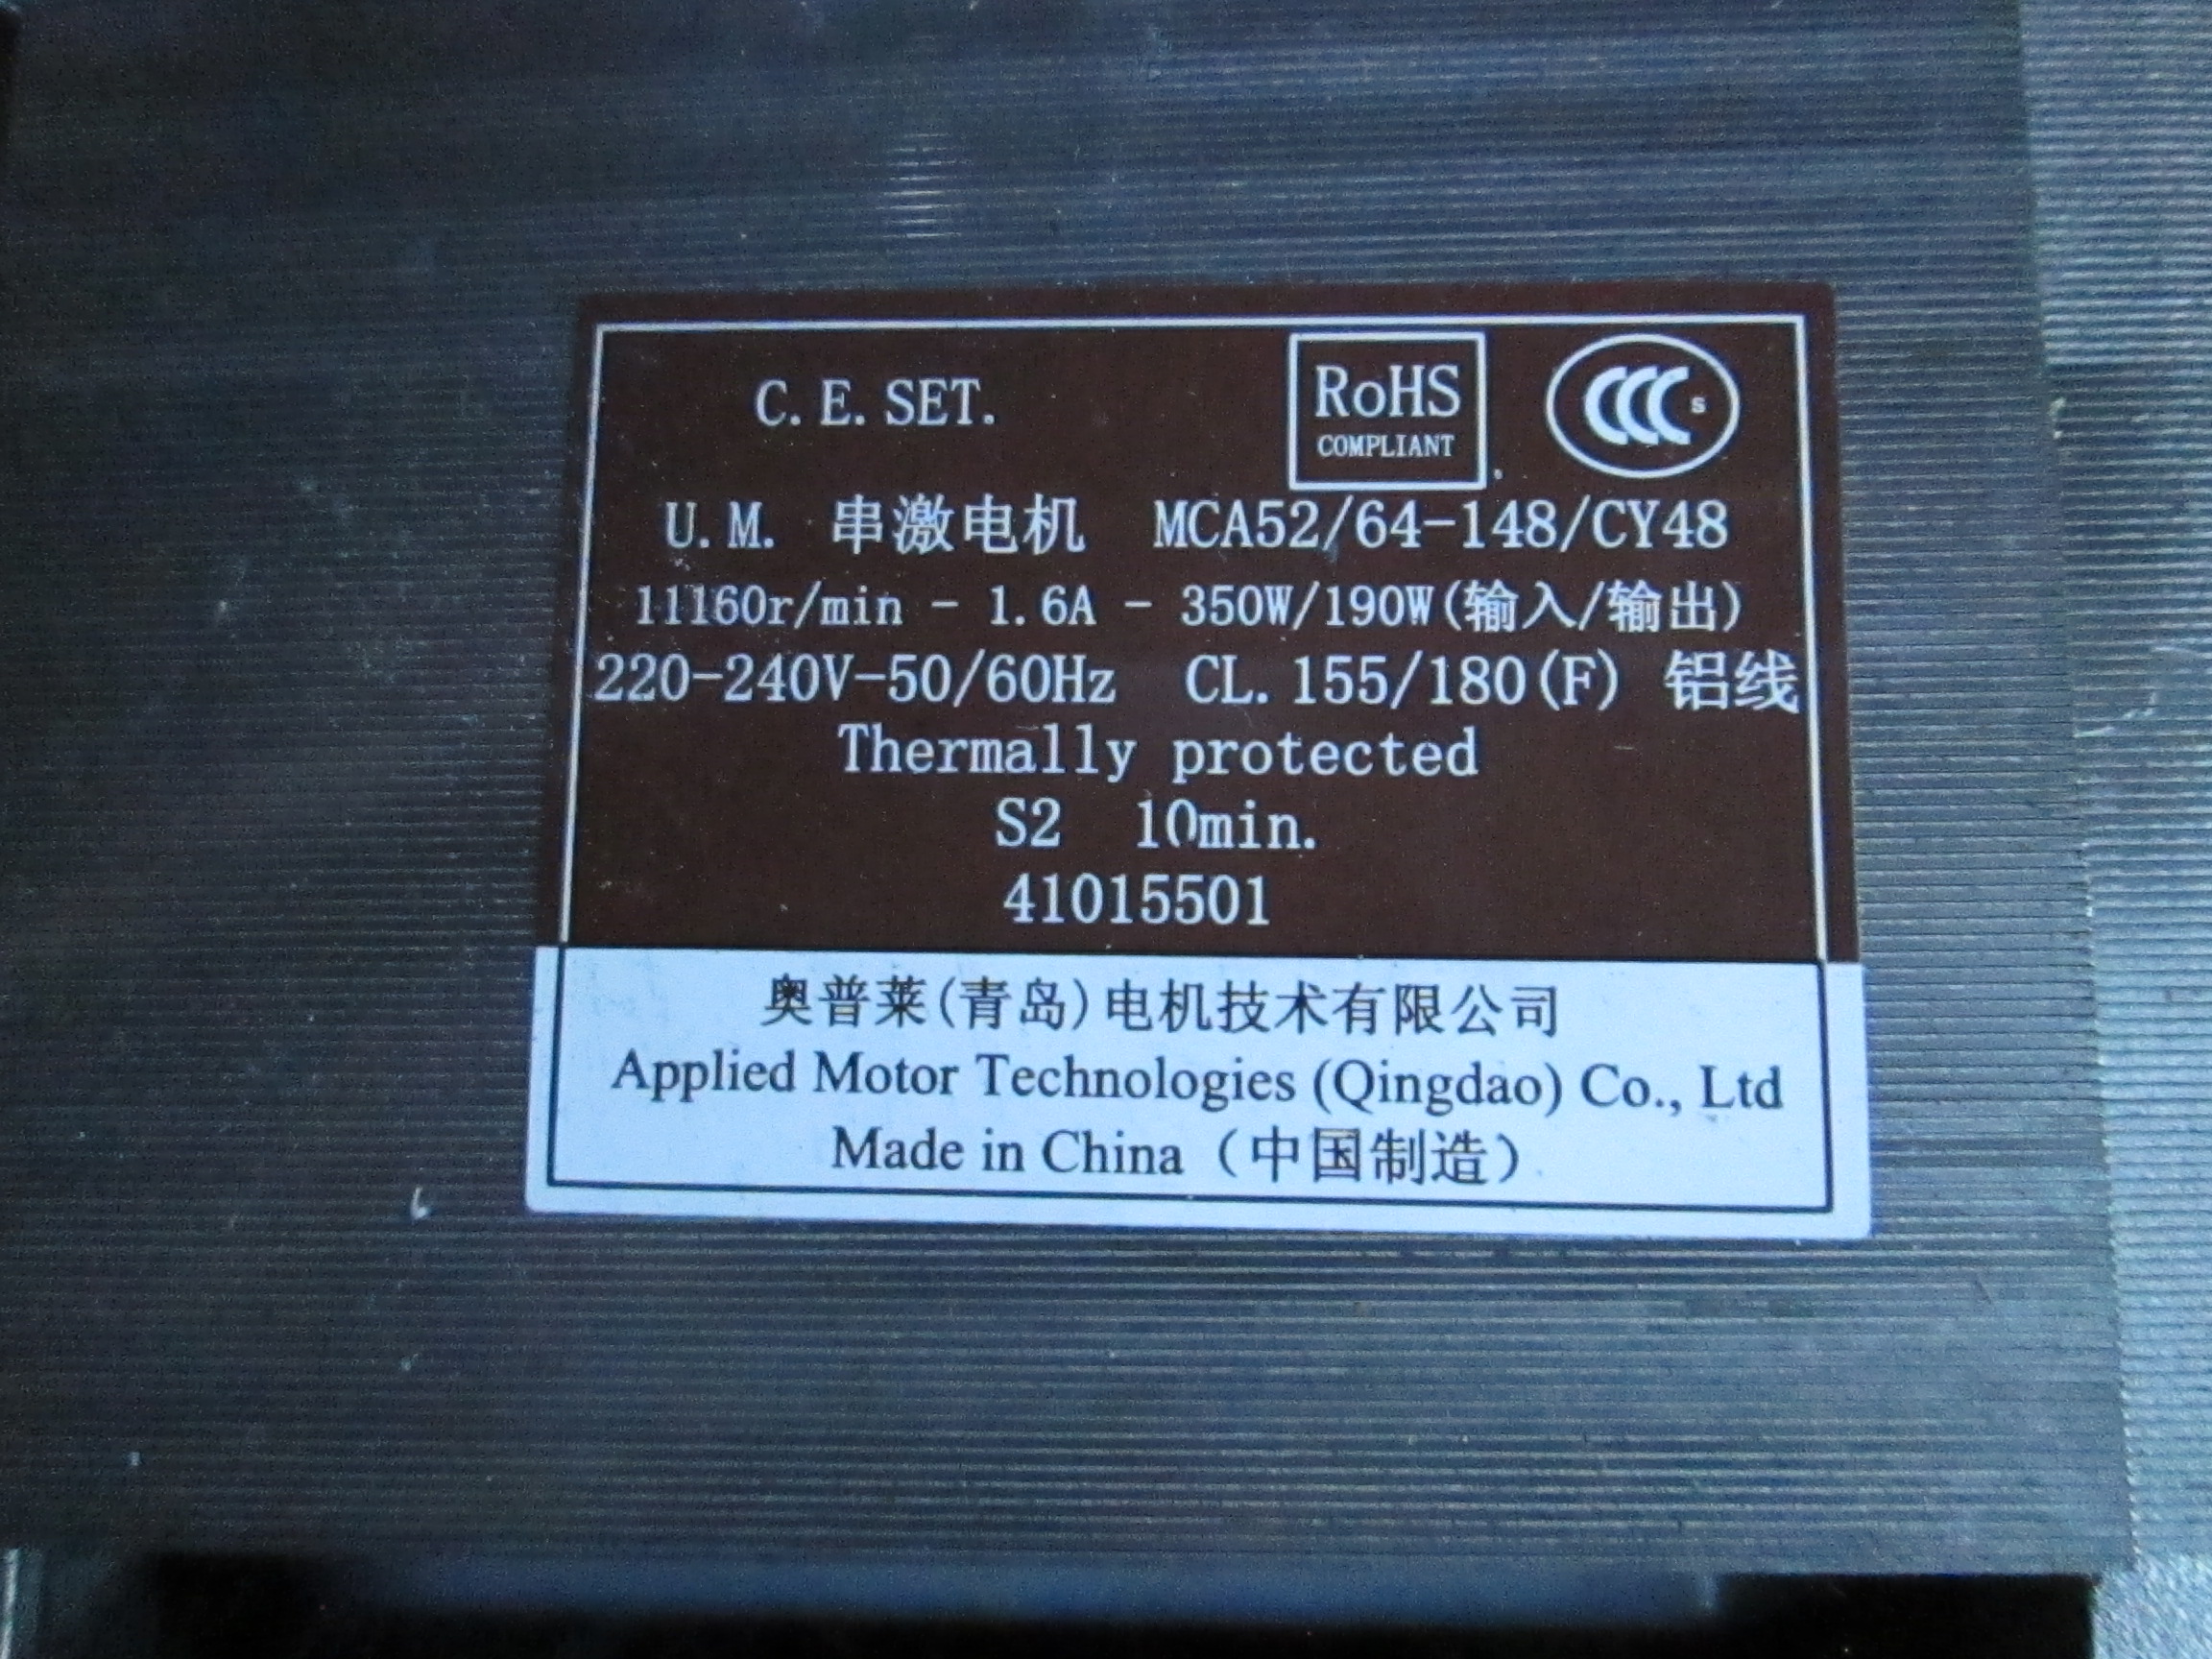 C.E.SET.
RoHS
COMPLIANT
CCC S
U.M. 串激电机 MCA52/64-148/CY48
11160r/min - 1.6A - 350W/190W(输入/输出)
220-240V-50/60Hz CL.155/180(F) 铝线
Thermally protected
S2 10min.
41015501
奥普莱(青岛)电机技术有限公司
Applied Motor Technologies (Qingdao) Co., Ltd
Made in China（中国制造）